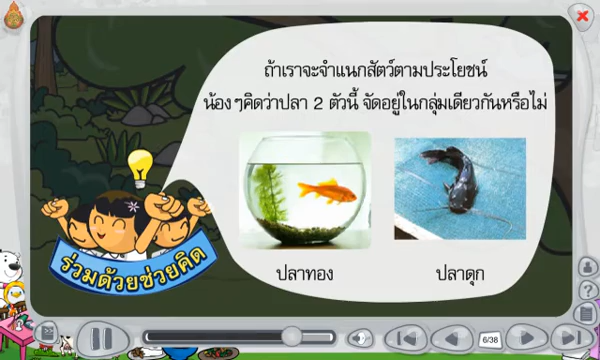 ถ้าเราจะจำแนกสัตว์ตามประโยชน์
น้องๆคิดว่าปลา 2 ตัวนี้ จัดอยู่ในกลุ่มเดียวกันหรือไม่
ปลาทอง
ปลาดุก
ร่วมด้วยช่วยคิด
6/38
?